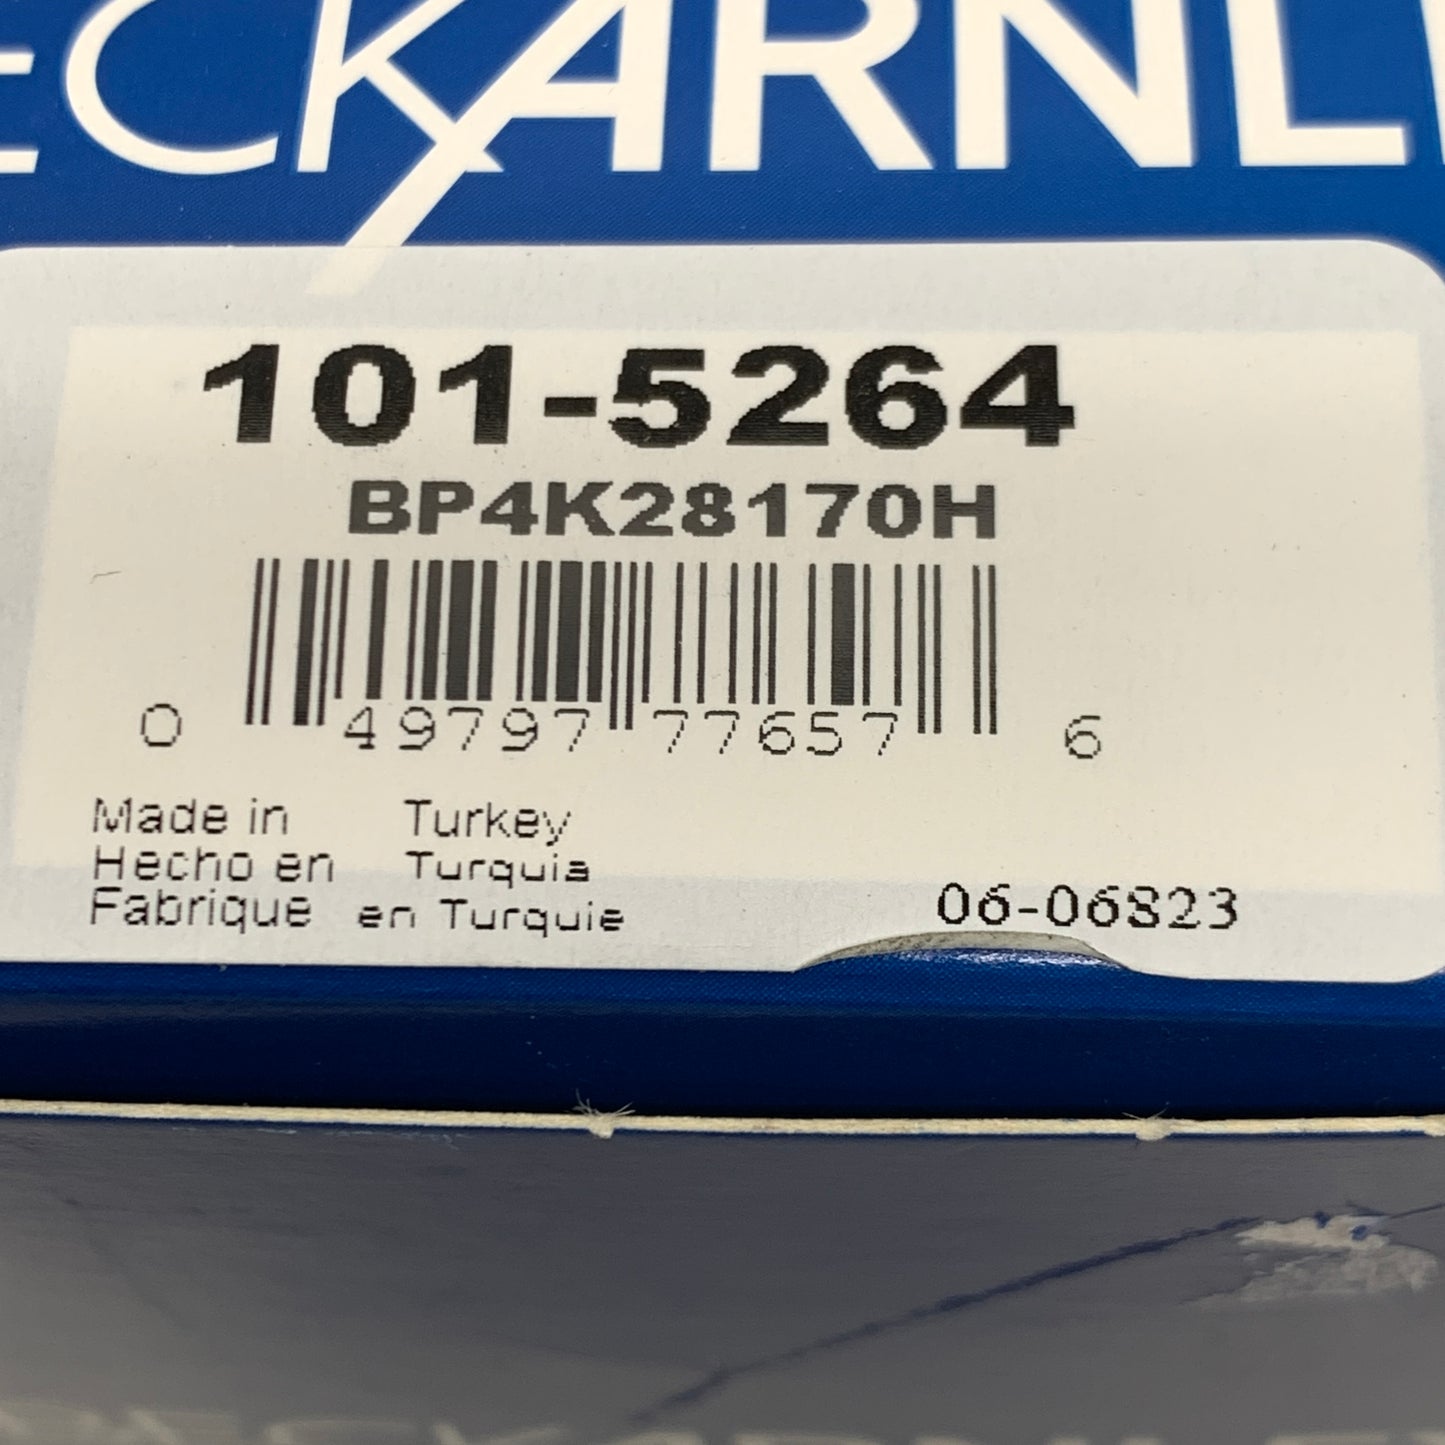 ECKARNL
101-5264
BP4K28170H
0 49797 77657 6
Made in Turkey
Hecho en Turquia
Fabrique en Turquie
06-06823